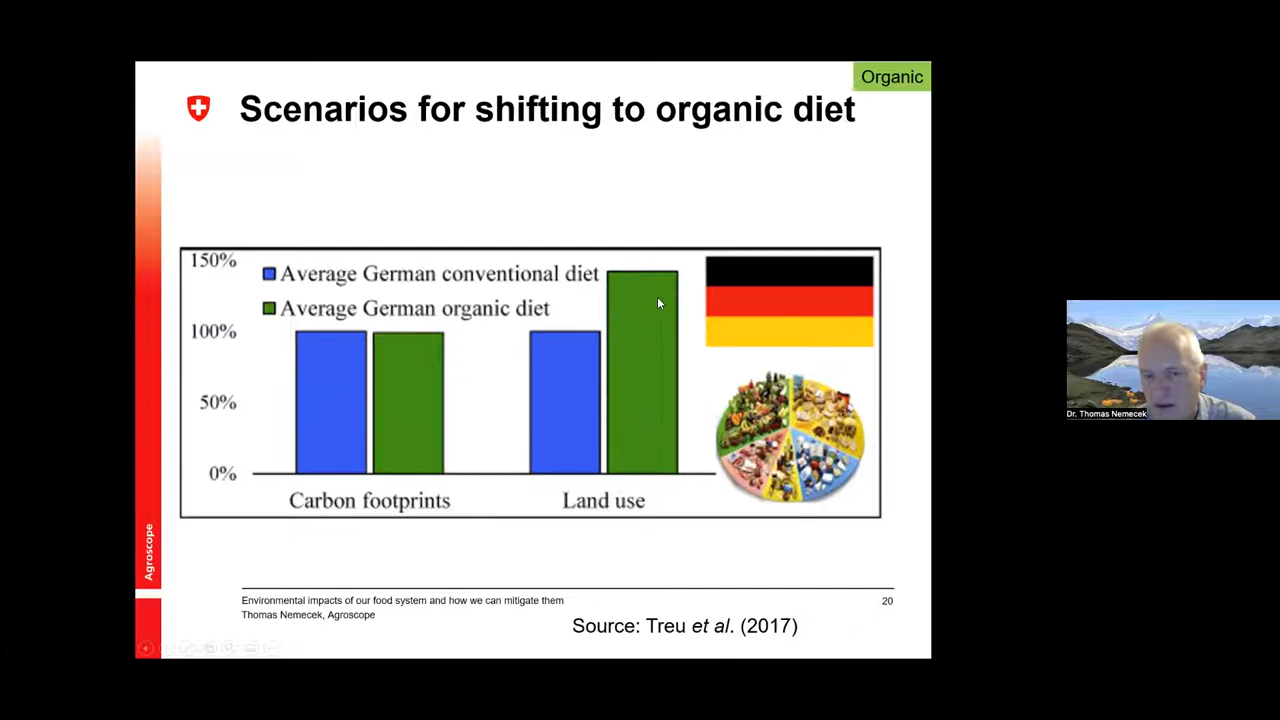 Organic
Scenarios for shifting to organic diet
150%
Average German conventional diet
Average German organic diet
100%
50%
0%
Carbon footprints
Land use
Agroscope
Environmental impacts of our food system and how we can mitigate them
20
Thomas Nemecek, Agroscope
Source: Treu et al. (2017)
Dr. Thomas Nemecek